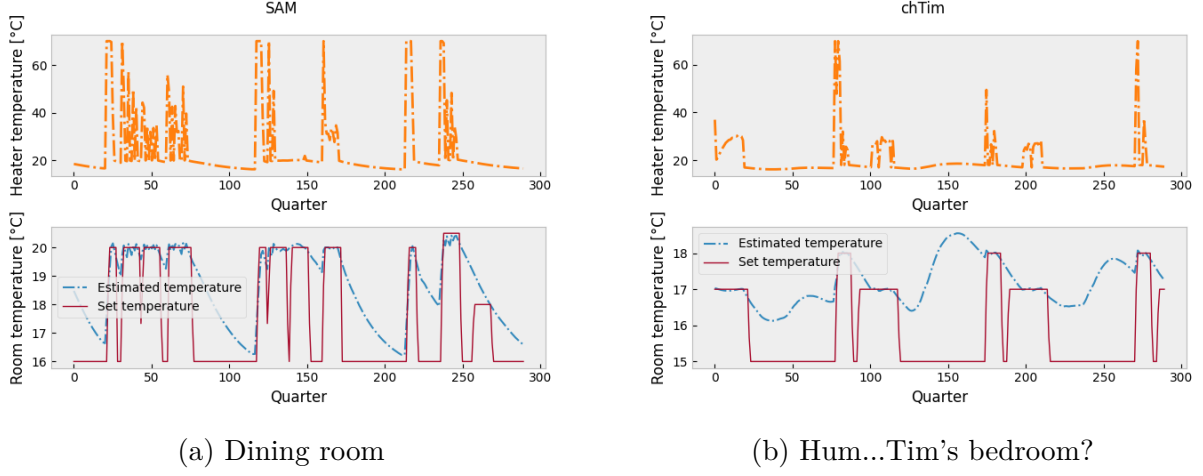 SAM
Heater temperature [°C]
60
40
20
0 50 100 150 200 250 300
Quarter
Room temperature [°C]
20
19
18
17
16
Estimated temperature
Set temperature
0 50 100 150 200 250 300
Quarter
(a) Dining room
chTim
Heater temperature [°C]
60
40
20
0 50 100 150 200 250 300
Quarter
Room temperature [°C]
18
17
16
15
Estimated temperature
Set temperature
0 50 100 150 200 250 300
Quarter
(b) Hum...Tim's bedroom?